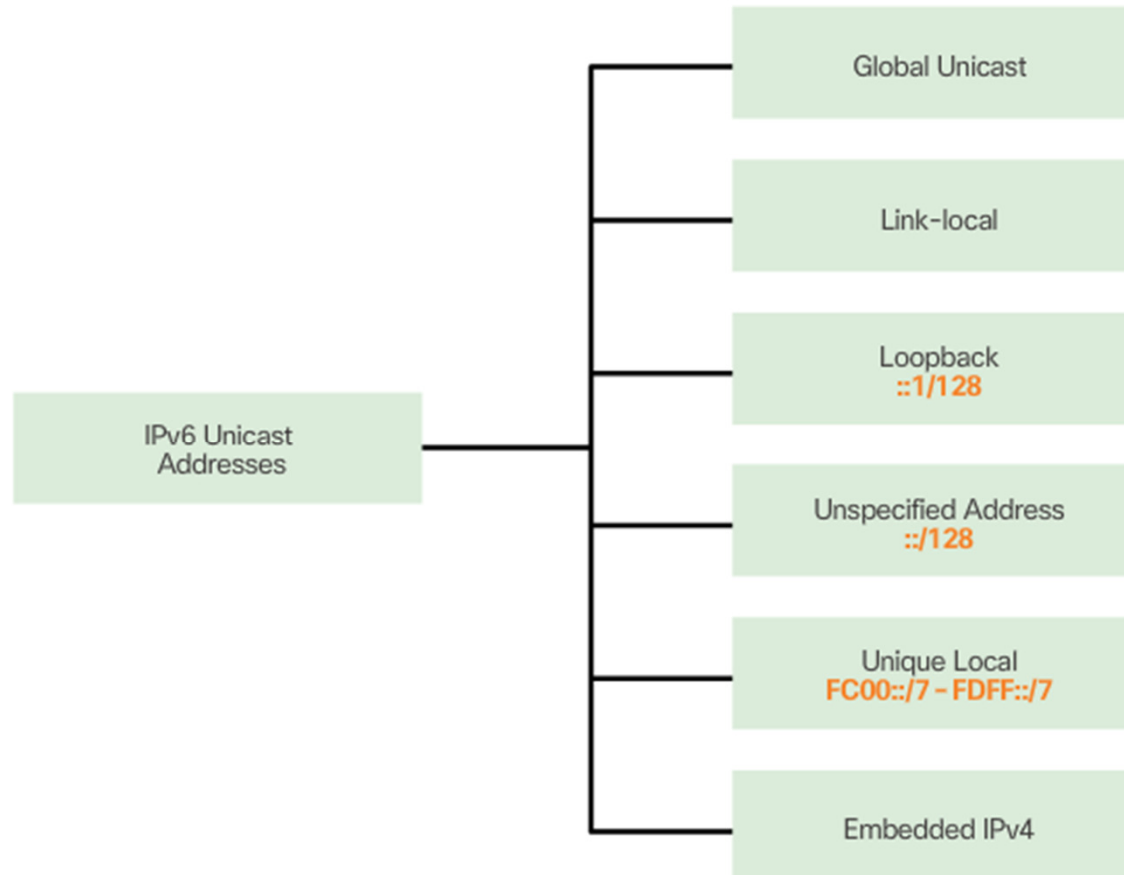 Global Unicast
Link-local
Loopback
::1/128
IPv6 Unicast
Addresses
Unspecified Address
::/128
Unique Local
FC00::/7 - FDFF::/7
Embedded IPv4